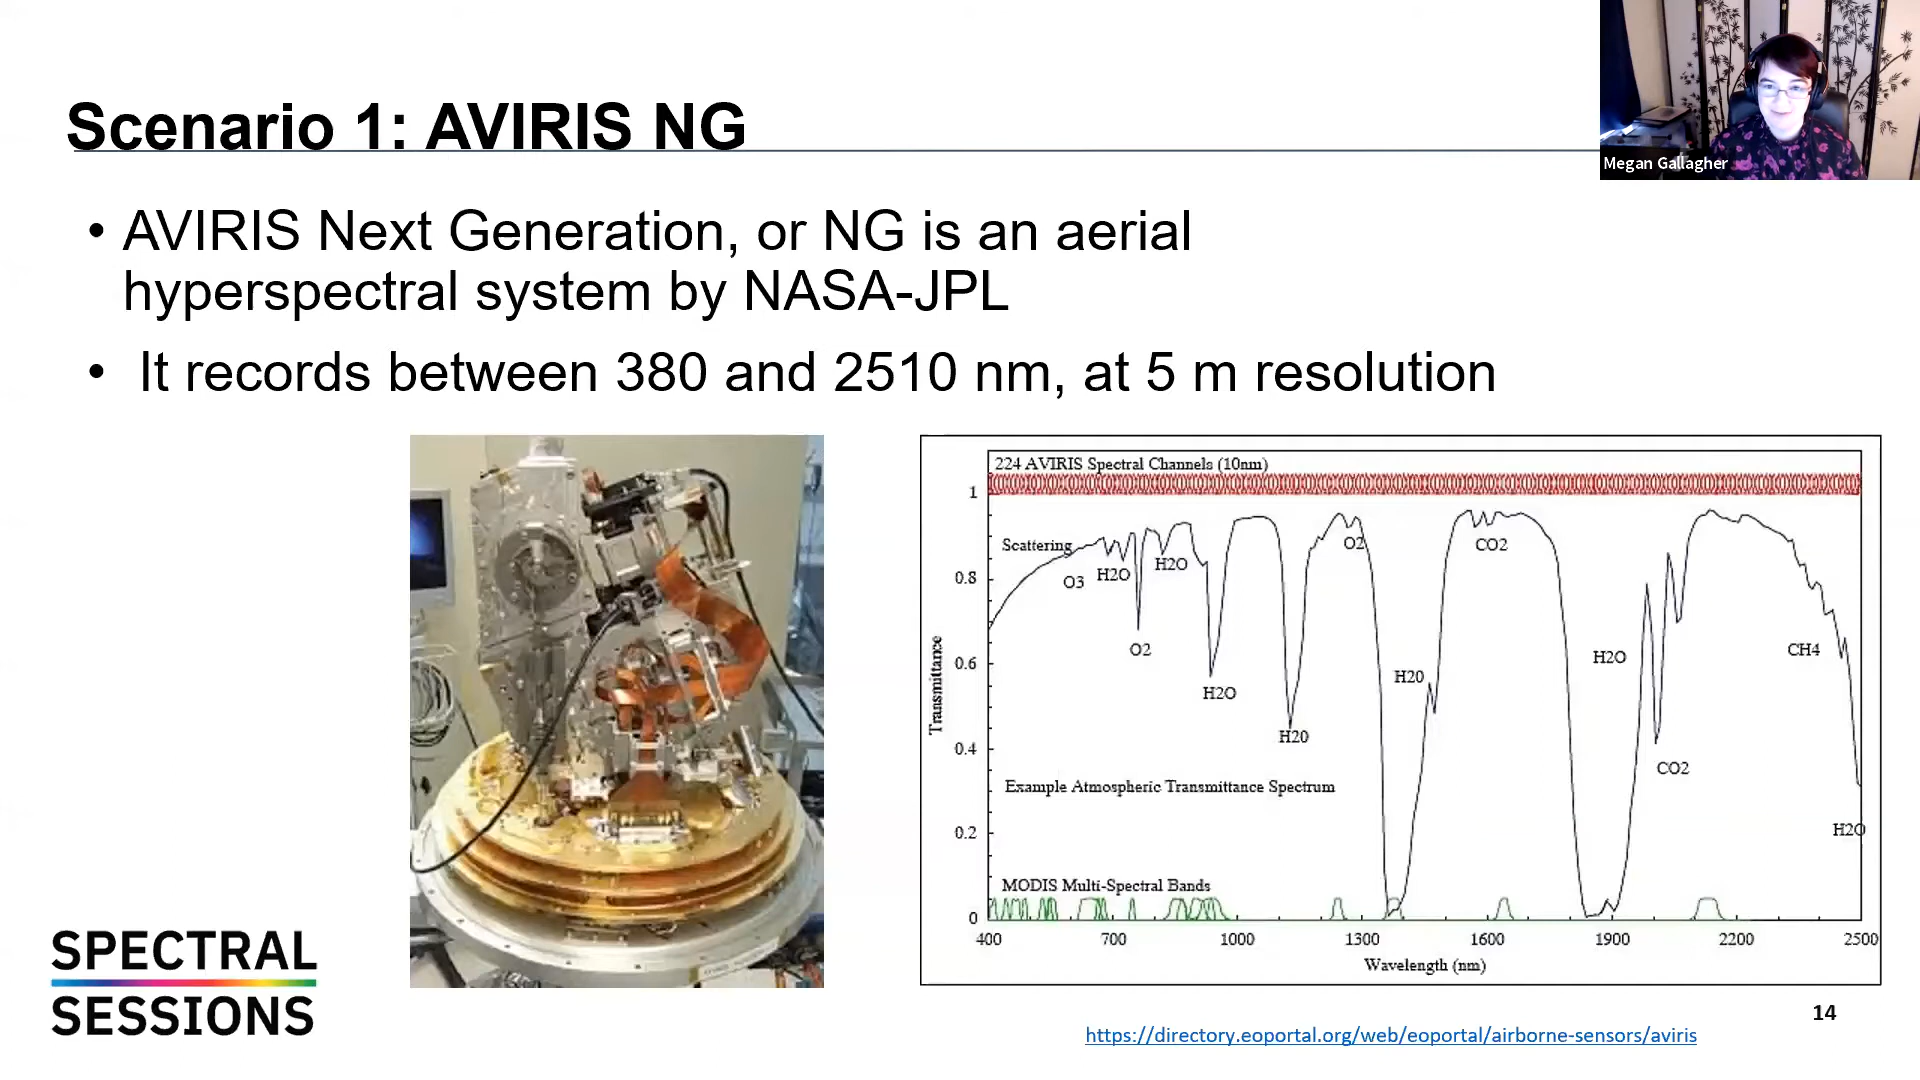 Scenario 1: AVIRIS NG
Megan Gallagher
• AVIRIS Next Generation, or NG is an aerial
hyperspectral system by NASA-JPL
• It records between 380 and 2510 nm, at 5 m resolution
224 AVIRIS Spectral Channels (10nm)
1
Scattering
O2
CO2
H2O
H2O
0.8
O3
O2
H2O
CH4
0.6
H20
H2O
Transmittance
H20
0.4
CO2
Example Atmospheric Transmittance Spectrum
0.2
H2O
MODIS Multi-Spectral Bands
0
400 700 1000 1300 1600 1900 2200 2500
Wavelength (nm)
SPECTRAL
SESSIONS
14
https://directory.eoportal.org/web/eoportal/airborne-sensors/aviris